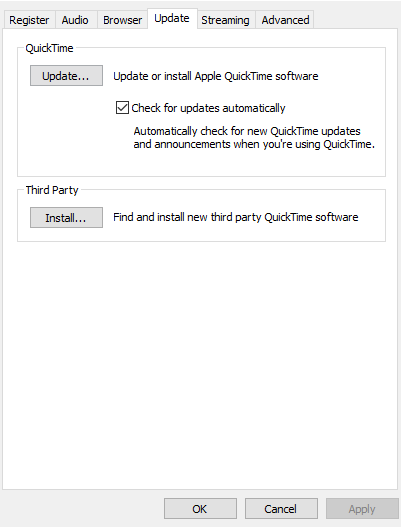 Register Audio Browser Update Streaming Advanced
QuickTime
Update... Update or install Apple QuickTime software
Check for updates automatically
Automatically check for new QuickTime updates
and announcements when you're using QuickTime.
Third Party
Install... Find and install new third party QuickTime software
OK Cancel Apply